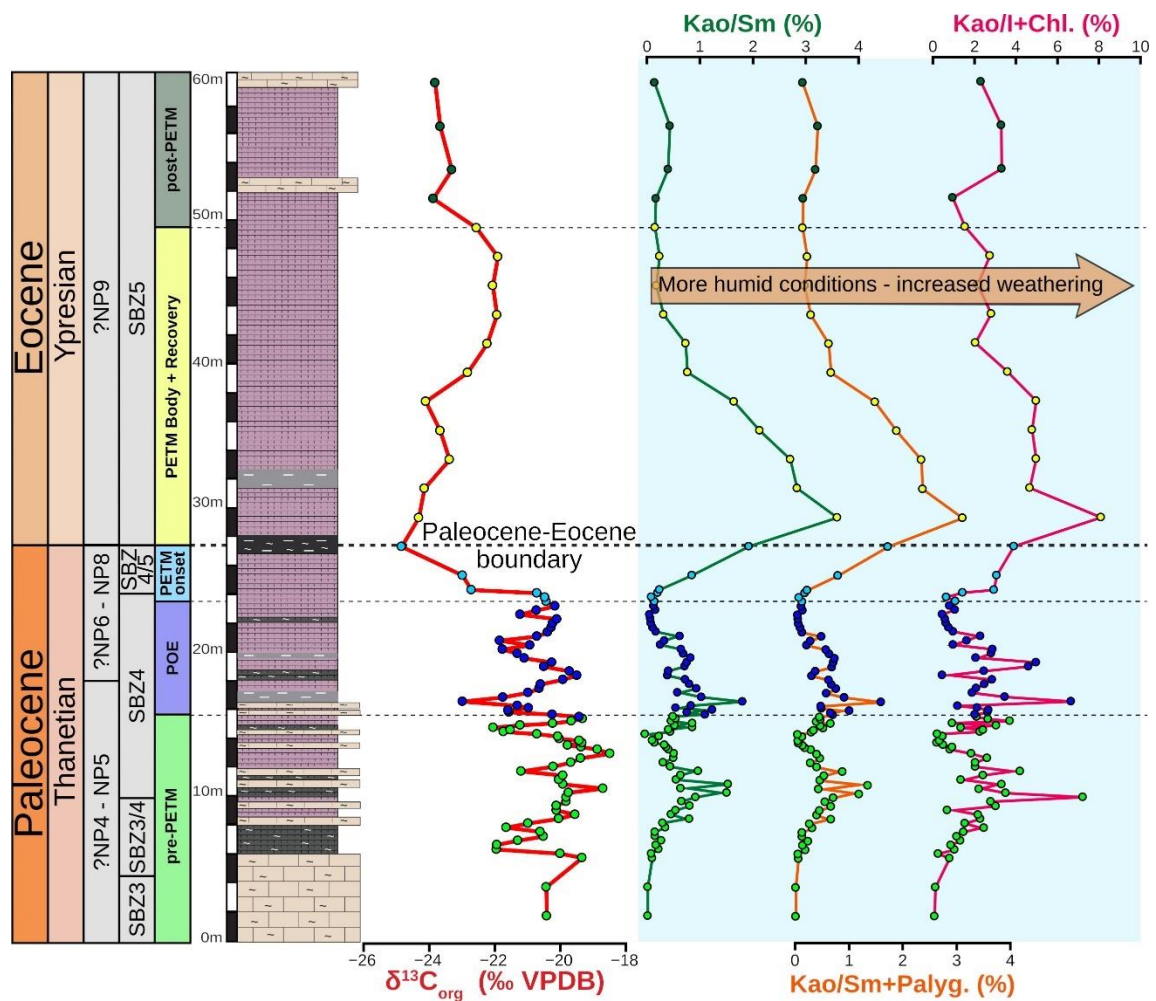 Kao/Sm (%)
Kao/I+Chl. (%)
0 1 2 3 4
0 2 4 6 8 10
Eocene
Ypresian
?NP9
SBZ5
post-PETM
PETM Body + Recovery
Paleocene
Thanetian
?NP6 - NP8
?NP4 - NP5
SBZ
4/5
SBZ4
SBZ3/4
SBZ3
PETM
onset
POE
pre-PETM
60m
50m
40m
30m
20m
10m
0m
More humid conditions - increased weathering
Paleocene-Eocene
boundary
−26 −24 −22 −20 −18
δ¹³Corg (‰ VPDB)
0 1 2 3 4
Kao/Sm+Palyg. (%)